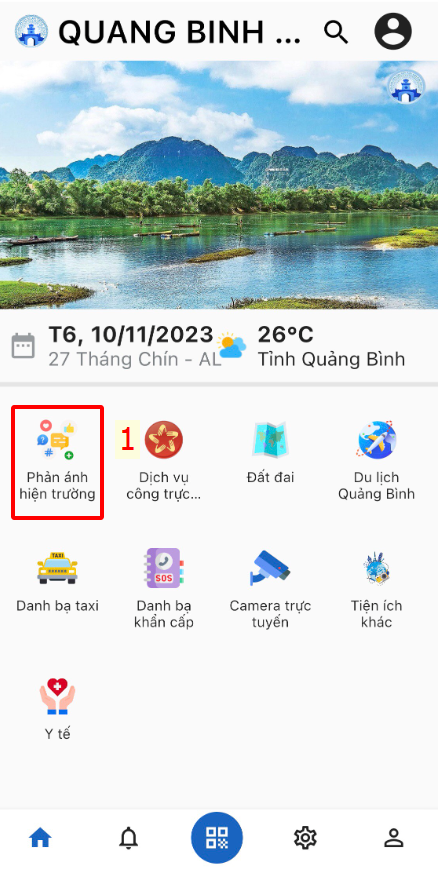 QUANG BINH ...
T6, 10/11/2023
27 Tháng Chín - AL
26°C
Tỉnh Quảng Bình
1
Phản ánh
hiện trường
Dịch vụ
công trực...
Đất đai
Du lịch
Quảng Bình
TAXI
Danh bạ taxi
SOS
Danh bạ
khẩn cấp
Camera trực
tuyến
Tiện ích
khác
Y tế